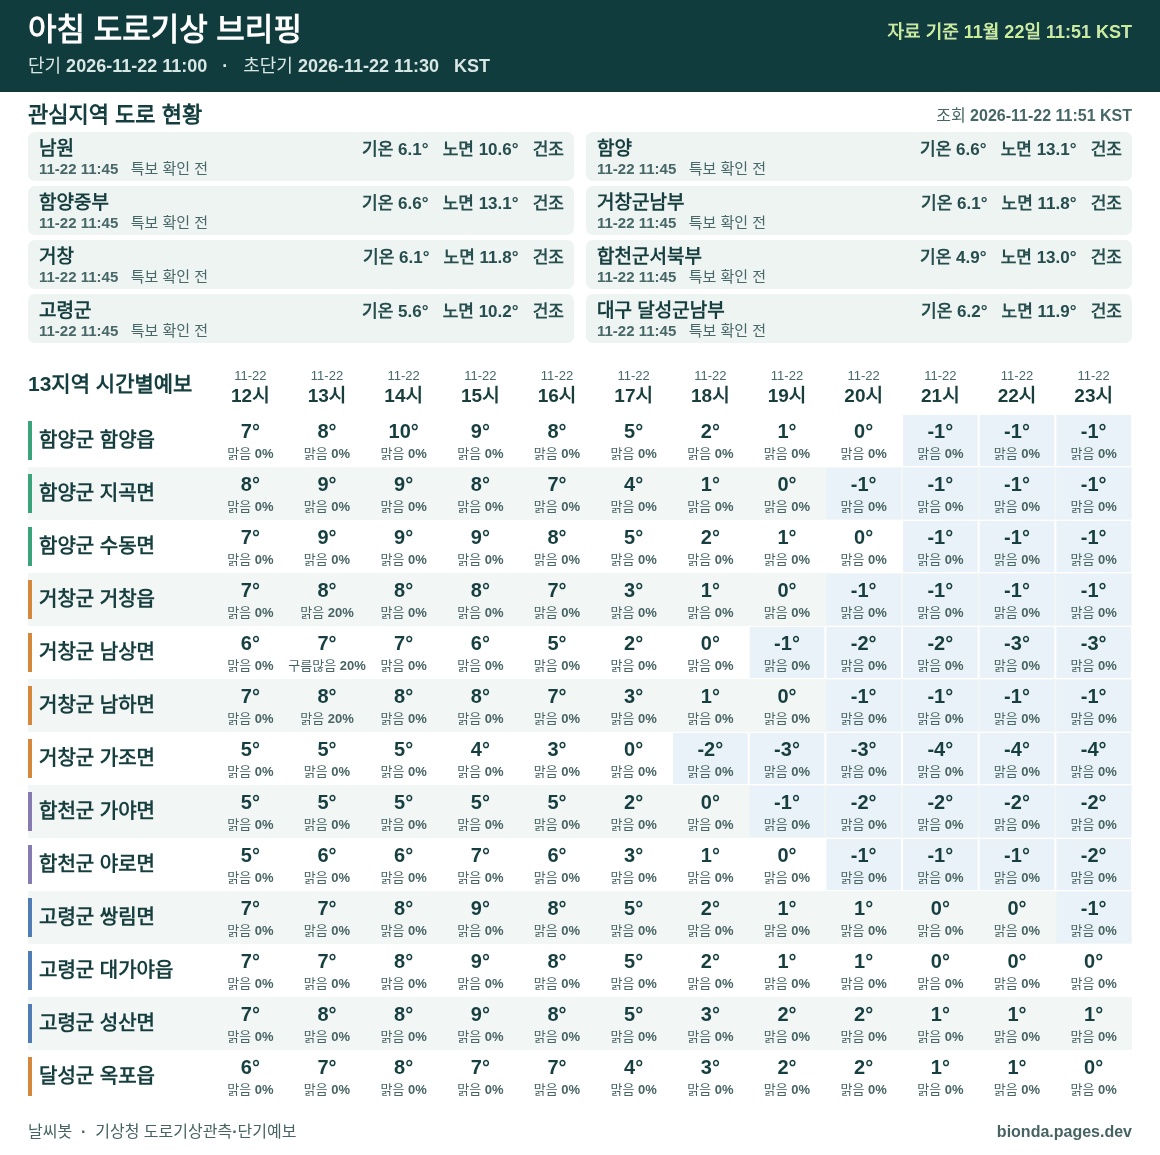 아침 도로기상 브리핑
자료 기준 11월 22일 11:51 KST
단기 2026-11-22 11:00 · 초단기 2026-11-22 11:30 KST
관심지역 도로 현황
조회 2026-11-22 11:51 KST
남원 기온 6.1° 노면 10.6° 건조
11-22 11:45 특보 확인 전
함양 기온 6.6° 노면 13.1° 건조
11-22 11:45 특보 확인 전
함양중부 기온 6.6° 노면 13.1° 건조
11-22 11:45 특보 확인 전
거창군남부 기온 6.1° 노면 11.8° 건조
11-22 11:45 특보 확인 전
거창 기온 6.1° 노면 11.8° 건조
11-22 11:45 특보 확인 전
합천군서북부 기온 4.9° 노면 13.0° 건조
11-22 11:45 특보 확인 전
고령군 기온 5.6° 노면 10.2° 건조
11-22 11:45 특보 확인 전
대구 달성군남부 기온 6.2° 노면 11.9° 건조
11-22 11:45 특보 확인 전
13지역 시간별예보
11-22 11-22 11-22 11-22 11-22 11-22 11-22 11-22 11-22 11-22 11-22 11-22
12시 13시 14시 15시 16시 17시 18시 19시 20시 21시 22시 23시
함양군 함양읍
7° 8° 10° 9° 8° 5° 2° 1° 0° -1° -1° -1°
맑음 0% 맑음 0% 맑음 0% 맑음 0% 맑음 0% 맑음 0% 맑음 0% 맑음 0% 맑음 0% 맑음 0% 맑음 0% 맑음 0%
함양군 지곡면
8° 9° 9° 8° 7° 4° 1° 0° -1° -1° -1° -1°
맑음 0% 맑음 0% 맑음 0% 맑음 0% 맑음 0% 맑음 0% 맑음 0% 맑음 0% 맑음 0% 맑음 0% 맑음 0% 맑음 0%
함양군 수동면
7° 9° 9° 9° 8° 5° 2° 1° 0° -1° -1° -1°
맑음 0% 맑음 0% 맑음 0% 맑음 0% 맑음 0% 맑음 0% 맑음 0% 맑음 0% 맑음 0% 맑음 0% 맑음 0% 맑음 0%
거창군 거창읍
7° 8° 8° 8° 7° 3° 1° 0° -1° -1° -1° -1°
맑음 0% 맑음 20% 맑음 0% 맑음 0% 맑음 0% 맑음 0% 맑음 0% 맑음 0% 맑음 0% 맑음 0% 맑음 0% 맑음 0%
거창군 남상면
6° 7° 7° 6° 5° 2° 0° -1° -2° -2° -3° -3°
맑음 0% 구름많음 20% 맑음 0% 맑음 0% 맑음 0% 맑음 0% 맑음 0% 맑음 0% 맑음 0% 맑음 0% 맑음 0% 맑음 0%
거창군 남하면
7° 8° 8° 8° 7° 3° 1° 0° -1° -1° -1° -1°
맑음 0% 맑음 20% 맑음 0% 맑음 0% 맑음 0% 맑음 0% 맑음 0% 맑음 0% 맑음 0% 맑음 0% 맑음 0% 맑음 0%
거창군 가조면
5° 5° 5° 4° 3° 0° -2° -3° -3° -4° -4° -4°
맑음 0% 맑음 0% 맑음 0% 맑음 0% 맑음 0% 맑음 0% 맑음 0% 맑음 0% 맑음 0% 맑음 0% 맑음 0% 맑음 0%
합천군 가야면
5° 5° 5° 5° 5° 2° 0° -1° -2° -2° -2° -2°
맑음 0% 맑음 0% 맑음 0% 맑음 0% 맑음 0% 맑음 0% 맑음 0% 맑음 0% 맑음 0% 맑음 0% 맑음 0% 맑음 0%
합천군 야로면
5° 6° 6° 7° 6° 3° 1° 0° -1° -1° -1° -2°
맑음 0% 맑음 0% 맑음 0% 맑음 0% 맑음 0% 맑음 0% 맑음 0% 맑음 0% 맑음 0% 맑음 0% 맑음 0% 맑음 0%
고령군 쌍림면
7° 7° 8° 9° 8° 5° 2° 1° 1° 0° 0° -1°
맑음 0% 맑음 0% 맑음 0% 맑음 0% 맑음 0% 맑음 0% 맑음 0% 맑음 0% 맑음 0% 맑음 0% 맑음 0% 맑음 0%
고령군 대가야읍
7° 7° 8° 9° 8° 5° 2° 1° 1° 0° 0° 0°
맑음 0% 맑음 0% 맑음 0% 맑음 0% 맑음 0% 맑음 0% 맑음 0% 맑음 0% 맑음 0% 맑음 0% 맑음 0% 맑음 0%
고령군 성산면
7° 8° 8° 9° 8° 5° 3° 2° 2° 1° 1° 1°
맑음 0% 맑음 0% 맑음 0% 맑음 0% 맑음 0% 맑음 0% 맑음 0% 맑음 0% 맑음 0% 맑음 0% 맑음 0% 맑음 0%
달성군 옥포읍
6° 7° 8° 7° 7° 4° 3° 2° 2° 1° 1° 0°
맑음 0% 맑음 0% 맑음 0% 맑음 0% 맑음 0% 맑음 0% 맑음 0% 맑음 0% 맑음 0% 맑음 0% 맑음 0% 맑음 0%
날씨봇 · 기상청 도로기상관측·단기예보
bionda.pages.dev